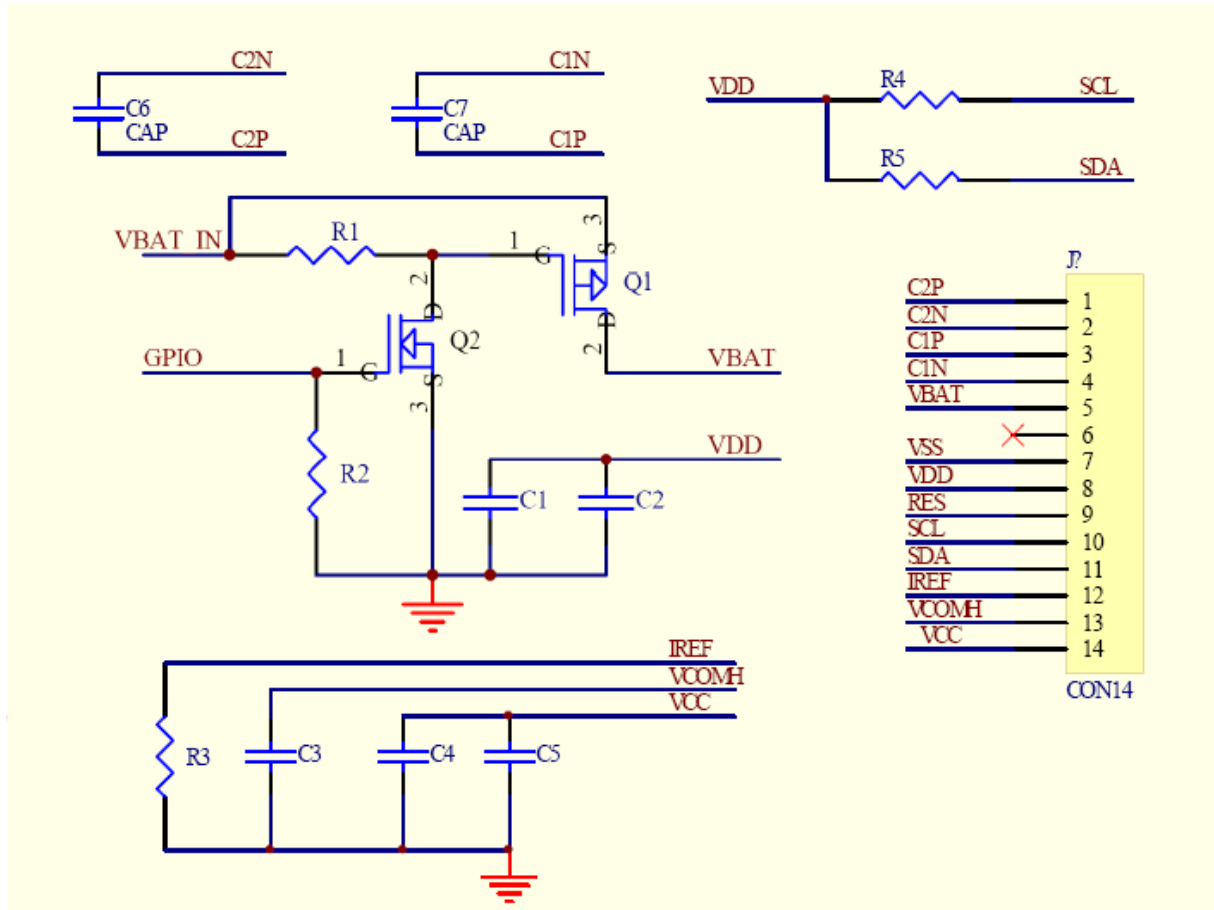 C2N
C6
CAP
C2P
C1N
C7
CAP
C1P
VDD
R4
SCL
R5
SDA
VBAT IN
R1
1
G
3
S
Q1
D
2
VBAT
2
D
Q2
GPIO
1
G
S
3
R2
VDD
C1
C2
J?
C2P 1
C2N 2
C1P 3
C1N 4
VBAT 5
6
VSS 7
VDD 8
RES 9
SCL 10
SDA 11
IREF 12
VCOMH 13
VCC 14
CON14
IREF
VCOMH
VCC
R3
C3
C4
C5